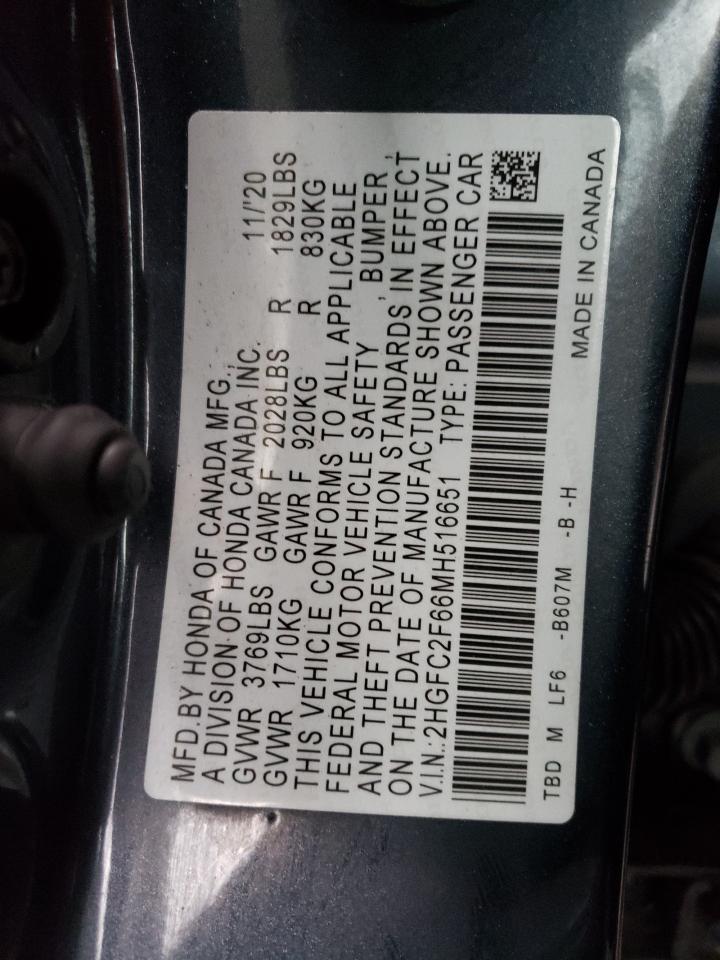 MFD.BY HONDA OF CANADA MFG.,
A DIVISION OF HONDA CANADA INC. 11/'20
GVWR 3769LBS GAWR F 2028LBS R 1829LBS
GVWR 1710KG GAWR F 920KG R 830KG
THIS VEHICLE CONFORMS TO ALL APPLICABLE
FEDERAL MOTOR VEHICLE SAFETY, BUMPER,
AND THEFT PREVENTION STANDARDS IN EFFECT
ON THE DATE OF MANUFACTURE SHOWN ABOVE.
V.I.N.:2HGFC2F66MH516651 TYPE: PASSENGER CAR
TBD M LF6 -B607M -B -H MADE IN CANADA